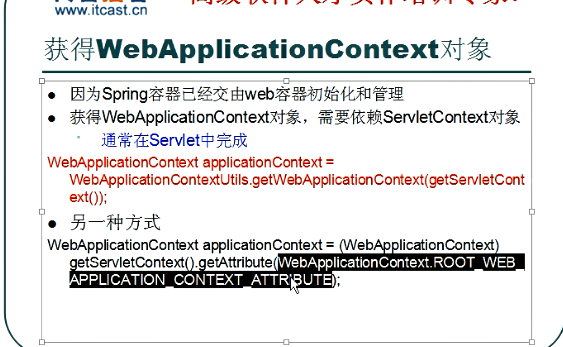 www.itcast.cn
获得WebApplicationContext对象
因为Spring容器已经交由web容器初始化和管理
获得WebApplicationContext对象，需要依赖ServletContext对象
通常在Servlet中完成
WebApplicationContext applicationContext =
WebApplicationContextUtils.getWebApplicationContext(getServletCont
ext());
另一种方式
WebApplicationContext applicationContext = (WebApplicationContext)
getServletContext().getAttribute(WebApplicationContext.ROOT_WEB_
APPLICATION_CONTEXT_ATTRIBUTE);